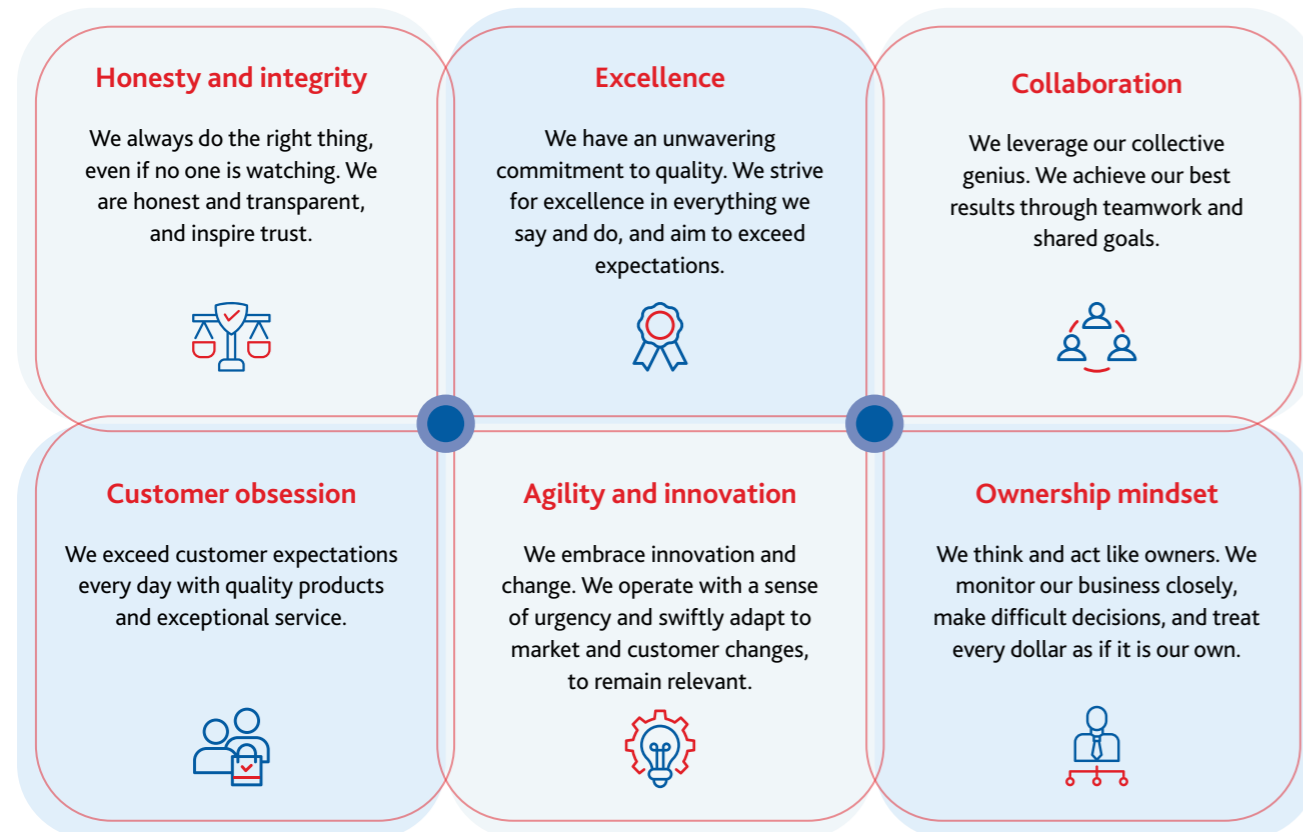 Honesty and integrity
We always do the right thing,
even if no one is watching. We
are honest and transparent,
and inspire trust.
Excellence
We have an unwavering
commitment to quality. We strive
for excellence in everything we
say and do, and aim to exceed
expectations.
Collaboration
We leverage our collective
genius. We achieve our best
results through teamwork and
shared goals.
Customer obsession
We exceed customer expectations
every day with quality products
and exceptional service.
Agility and innovation
We embrace innovation and
change. We operate with a sense
of urgency and swiftly adapt to
market and customer changes,
to remain relevant.
Ownership mindset
We think and act like owners. We
monitor our business closely,
make difficult decisions, and treat
every dollar as if it is our own.